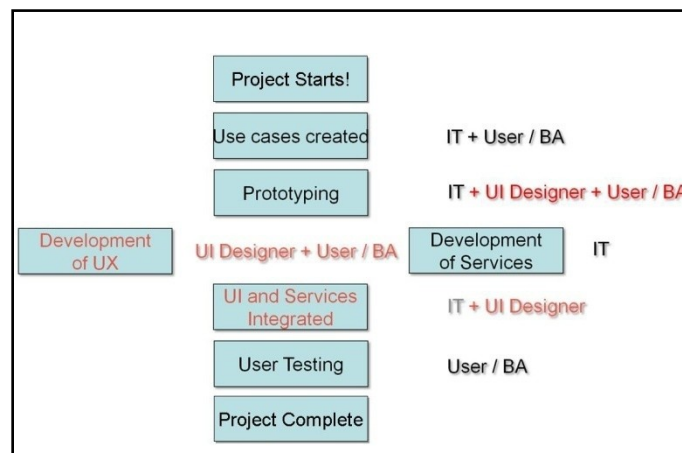 Project Starts!
Use cases created
IT + User / BA
Prototyping
IT + UI Designer + User / BA
Development
of UX
UI Designer + User / BA
Development
of Services
IT
UI and Services
Integrated
IT + UI Designer
User Testing
User / BA
Project Complete